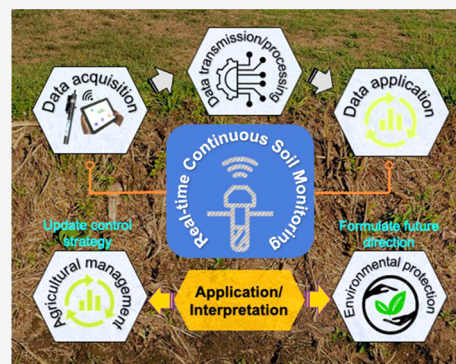 Data acquisition
Data transmission/processing
Data application
Real-time Continuous Soil Monitoring
Update control
strategy
Formulate future
direction
Agricultural management
Application/
Interpretation
Environmental protection